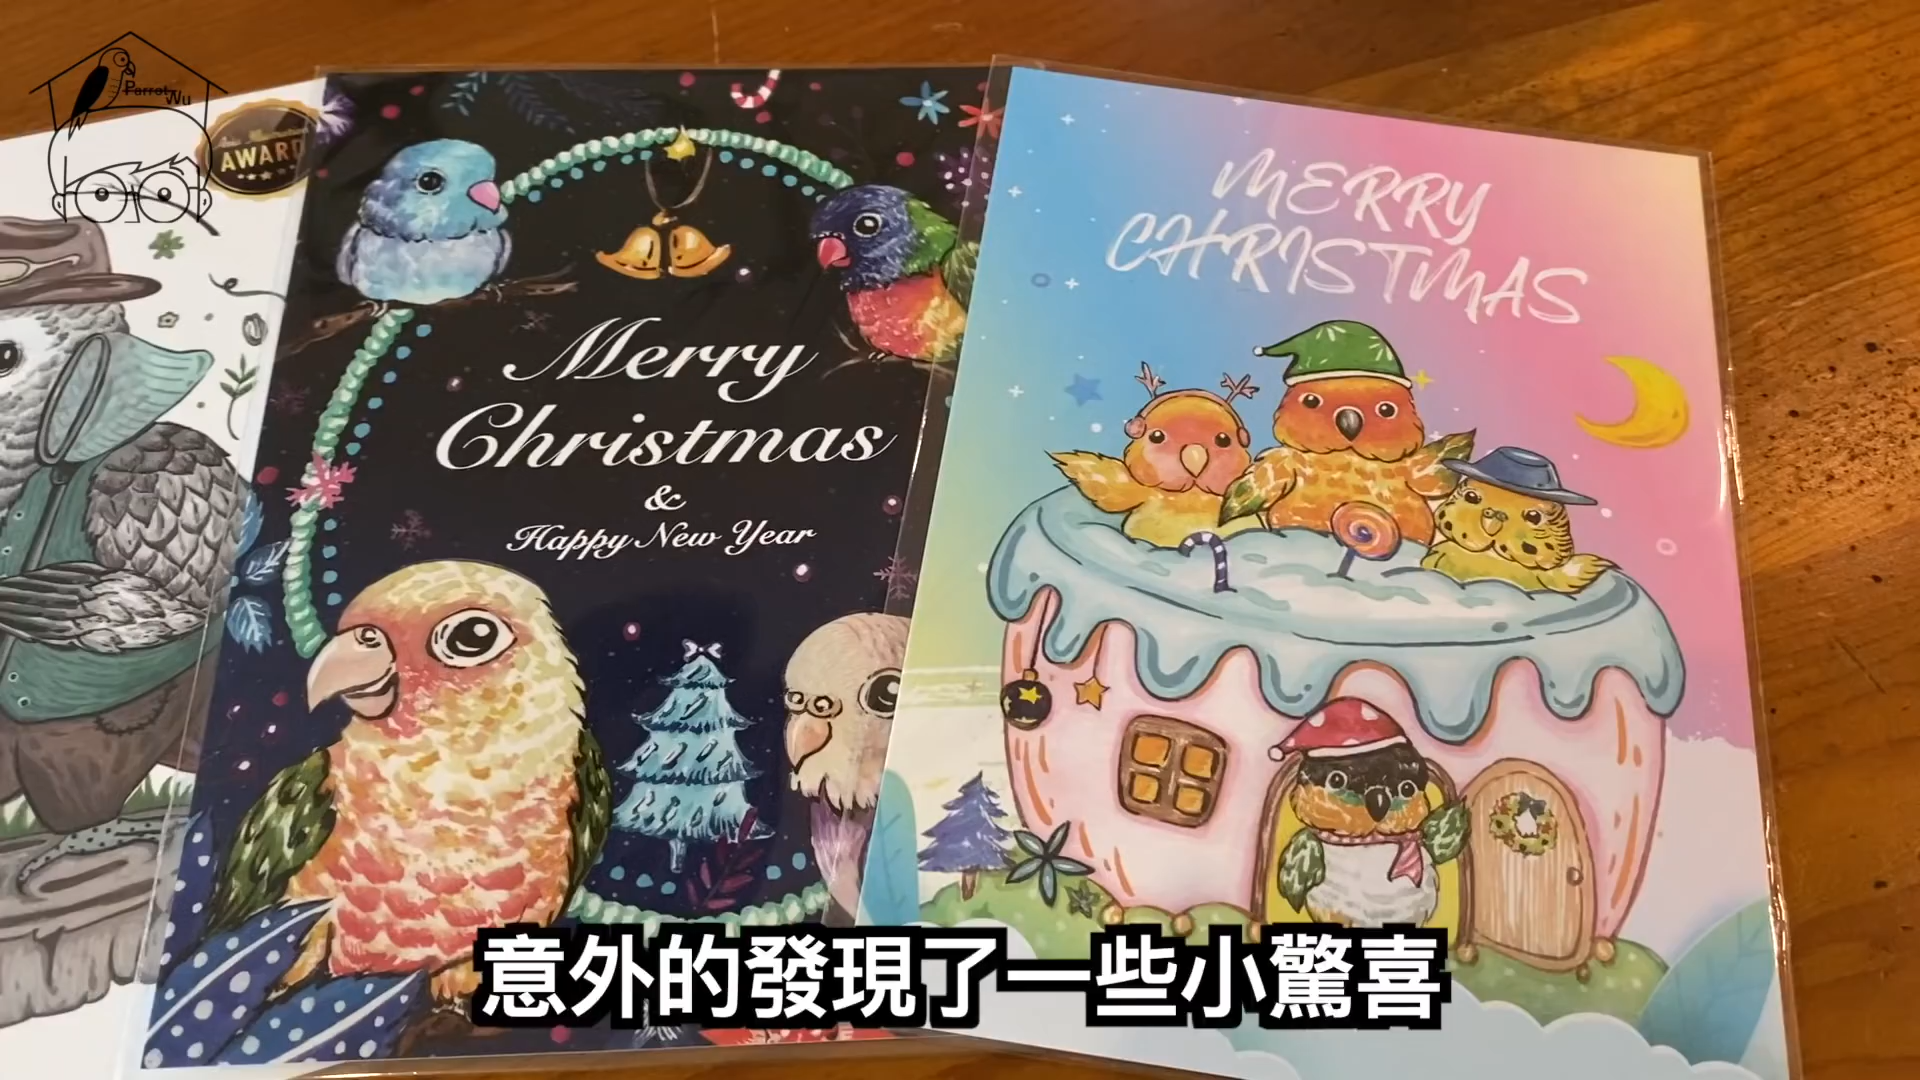 Parrot
Wu
AWARD
Merry
Christmas
&
Happy New Year
MERRY
CHRISTMAS
意外的發現了一些小驚喜